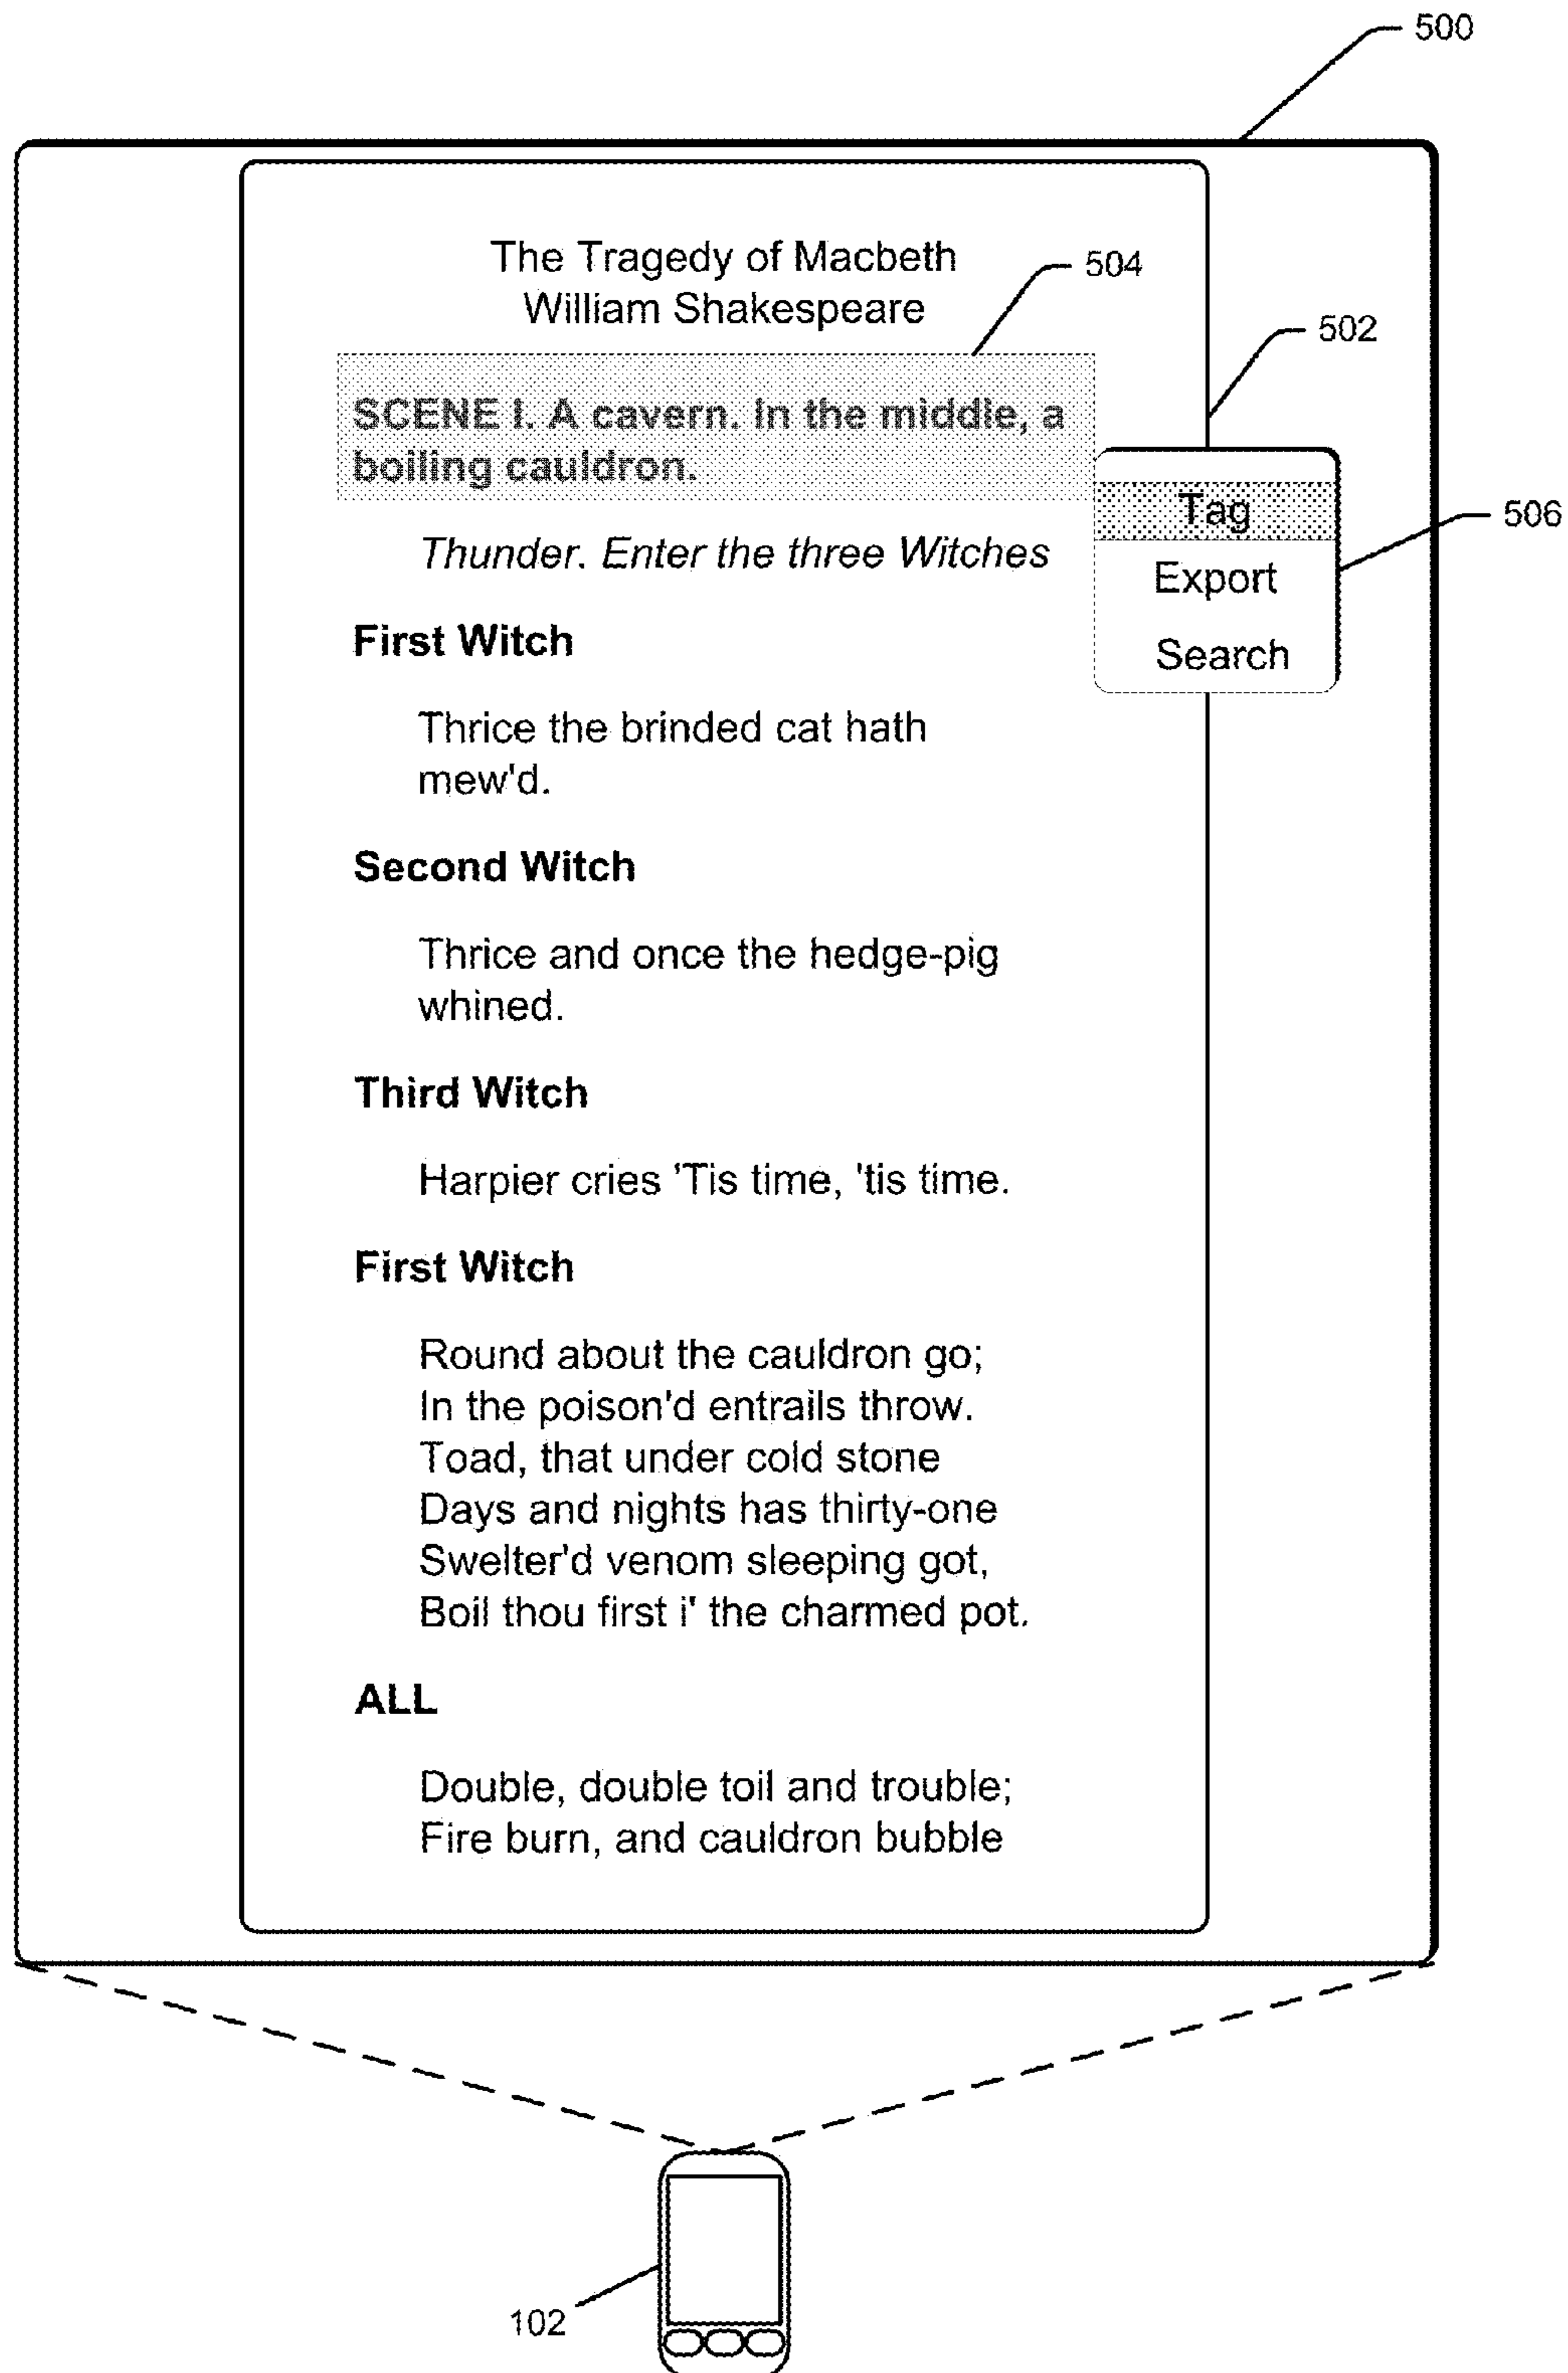 500
The Tragedy of Macbeth
William Shakespeare
504
502
SCENE I. A cavern. In the middle, a
boiling cauldron.
Tag
Export
Search
506
Thunder. Enter the three Witches
First Witch
Thrice the brinded cat hath
mew'd.
Second Witch
Thrice and once the hedge-pig
whined.
Third Witch
Harpier cries 'Tis time, 'tis time.
First Witch
Round about the cauldron go;
In the poison'd entrails throw.
Toad, that under cold stone
Days and nights has thirty-one
Swelter'd venom sleeping got,
Boil thou first i' the charmed pot.
ALL
Double, double toil and trouble;
Fire burn, and cauldron bubble
102